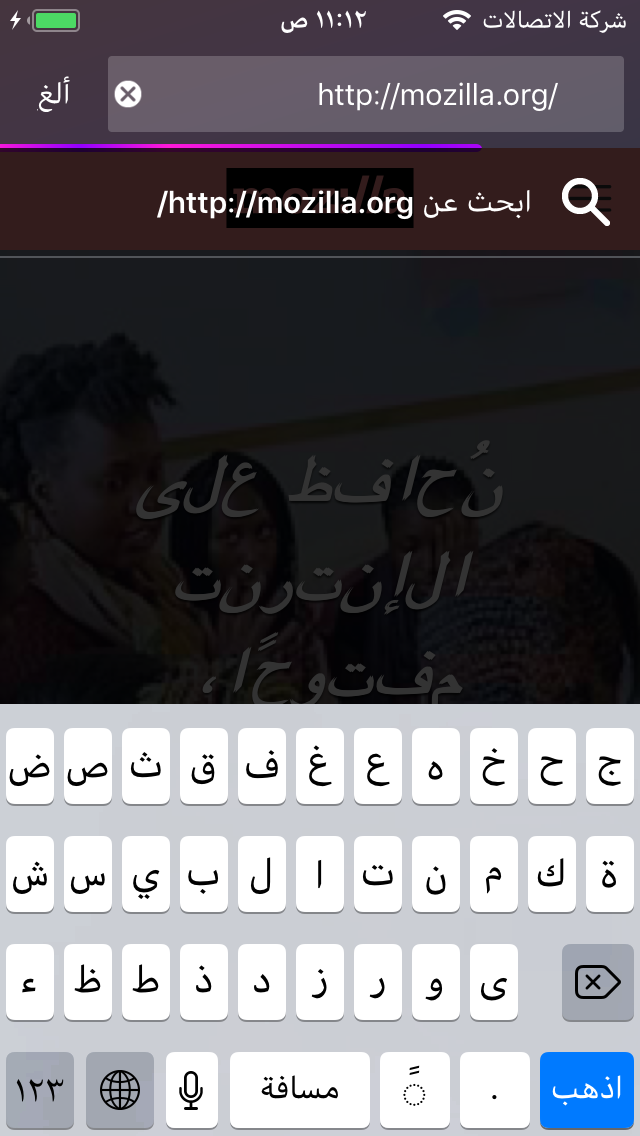 شركة الاتصالات ١١:١٢ ص
http://mozilla.org/ ألغ
mozilla
ابحث عن http://mozilla.org/
نُحافظ على
الإنترنت
مفتوحًا،
ض ص ث ق ف غ ع ه خ ح ج
ش س ي ب ل ا ت ن م ك ة
ء ظ ط ذ د ز ر و ى
١٢٣ مسافة ً . اذهب